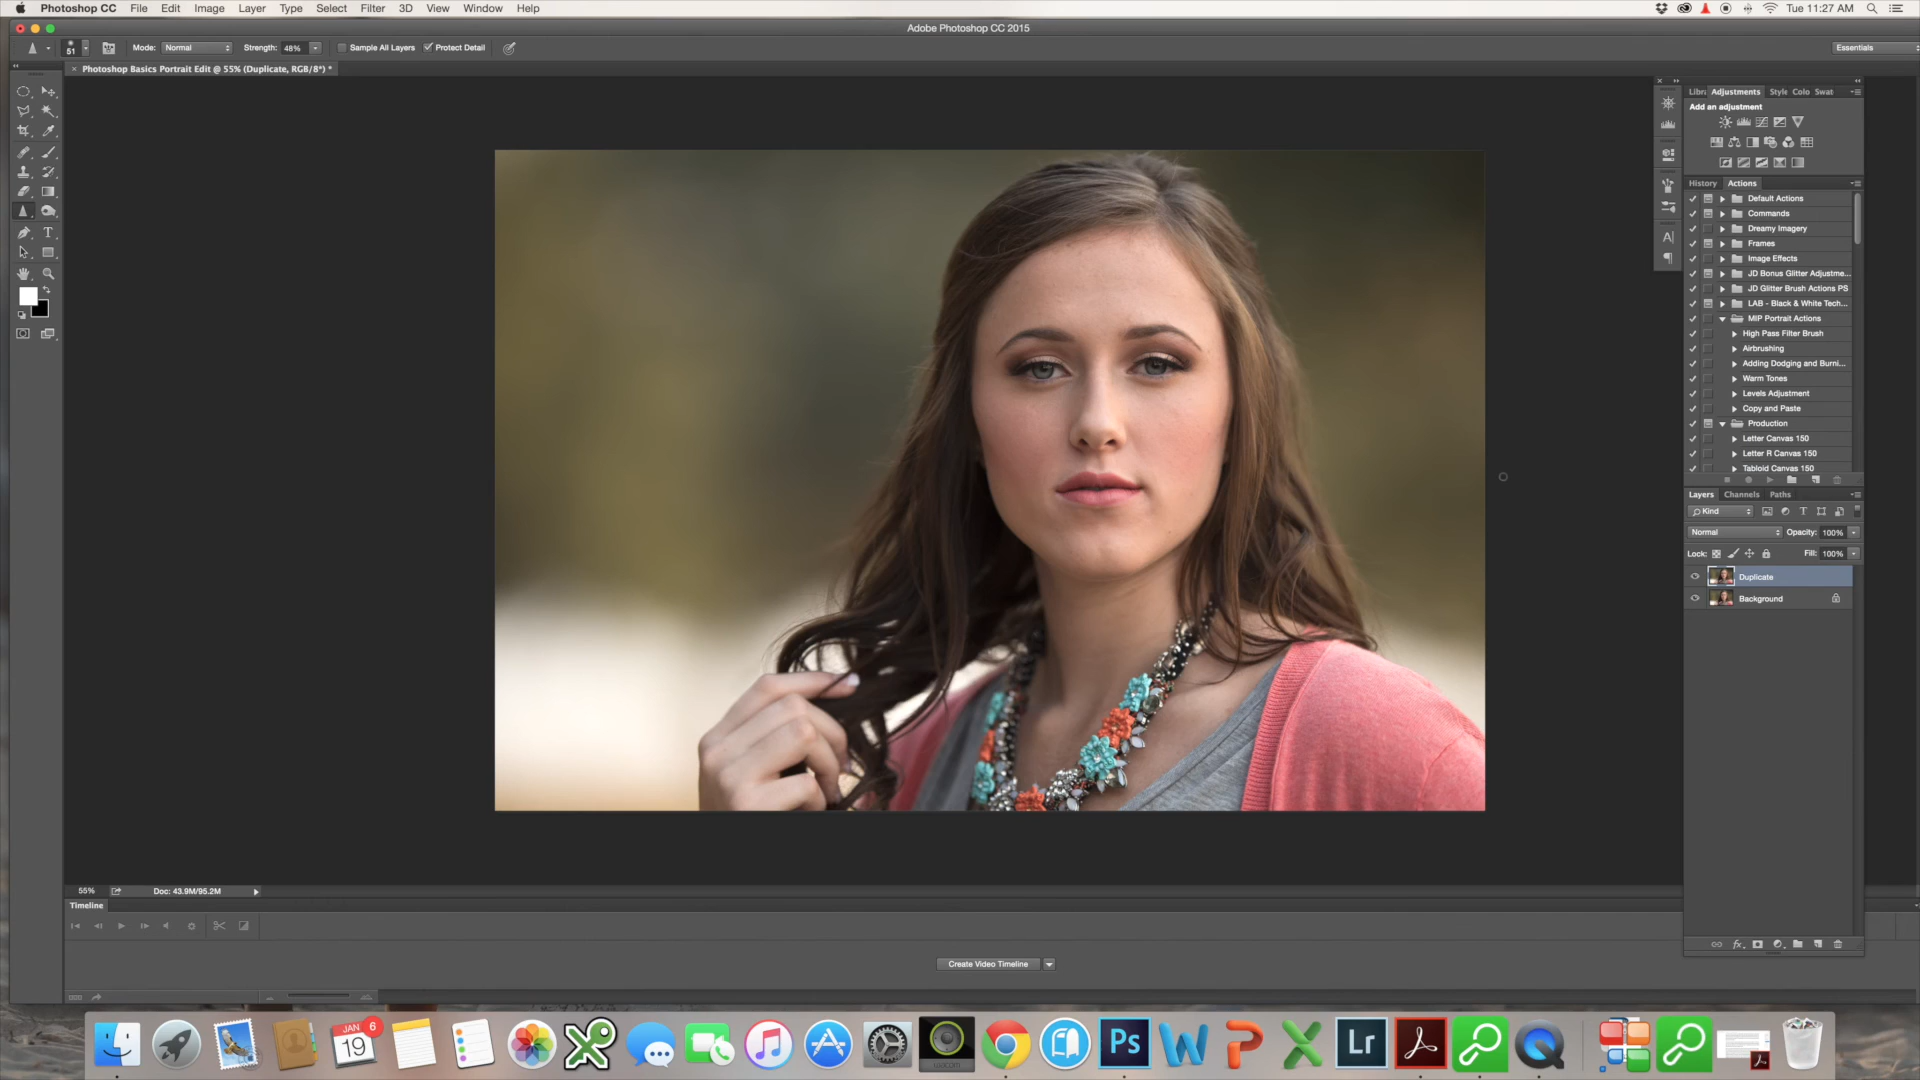 Photoshop CC File Edit Image Layer Type Select Filter 3D View Window Help Tue 11:27 AM
Adobe Photoshop CC 2015
51 Mode: Normal Strength: 48% Sample All Layers Protect Detail Essentials
Photoshop Basics Portrait Edit @ 55% (Duplicate, RGB/8*) *
Libra Adjustments Style Colo Swat
Add an adjustment
History Actions
Default Actions
Commands
Dreamy Imagery
Frames
Image Effects
JD Bonus Glitter Adjustme...
JD Glitter Brush Actions PS
LAB - Black & White Tech...
MIP Portrait Actions
High Pass Filter Brush
Airbrushing
Adding Dodging and Burni...
Warm Tones
Levels Adjustment
Copy and Paste
Production
Letter Canvas 150
Letter R Canvas 150
Tabloid Canvas 150
Layers Channels Paths
Kind
Normal Opacity: 100%
Lock: Fill: 100%
Duplicate
Background
55% Doc: 43.9M/95.2M
Timeline
Create Video Timeline
JAN 6
19
Ps
Lr